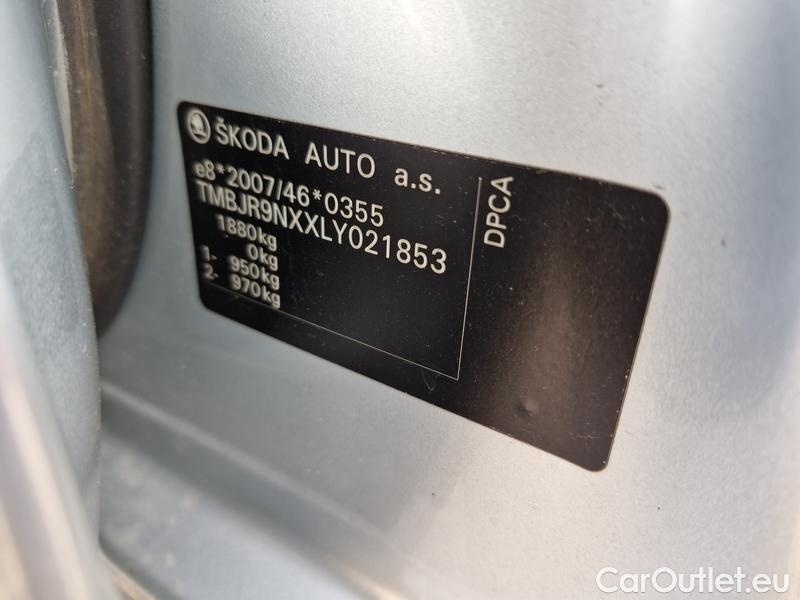 ŠKODA AUTO a.s.
e8*2007/46*0355
TMBJR9NXXLY021853
1880kg
0kg
1- 950kg
2- 970kg
DPCA
CarOutlet.eu